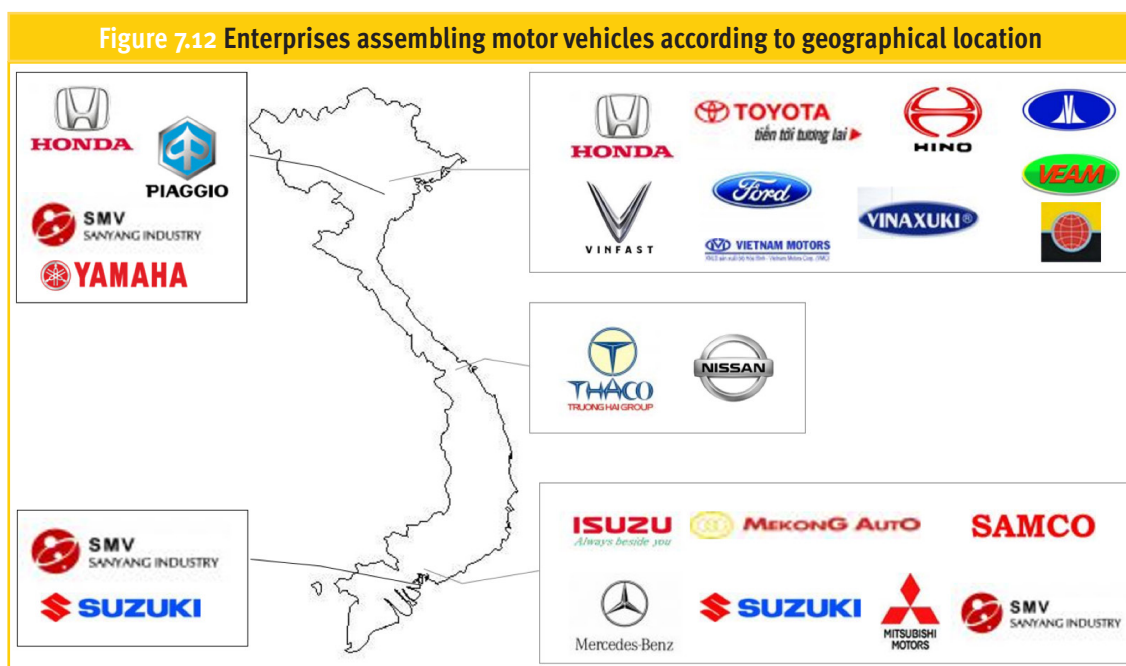 Figure 7.12 Enterprises assembling motor vehicles according to geographical location
HONDA
PIAGGIO
SMV
SANYANG INDUSTRY
YAMAHA
HONDA
TOYOTA
tiến tới tương lai
HINO
VINFAST
Ford
VIETNAM MOTORS
VINAXUKI®
VEAM
THACO
TRUONG HAI GROUP
NISSAN
SMV
SANYANG INDUSTRY
SUZUKI
ISUZU
Always beside you
MEKONG AUTO
SAMCO
Mercedes-Benz
SUZUKI
MITSUBISHI
MOTORS
SMV
SANYANG INDUSTRY